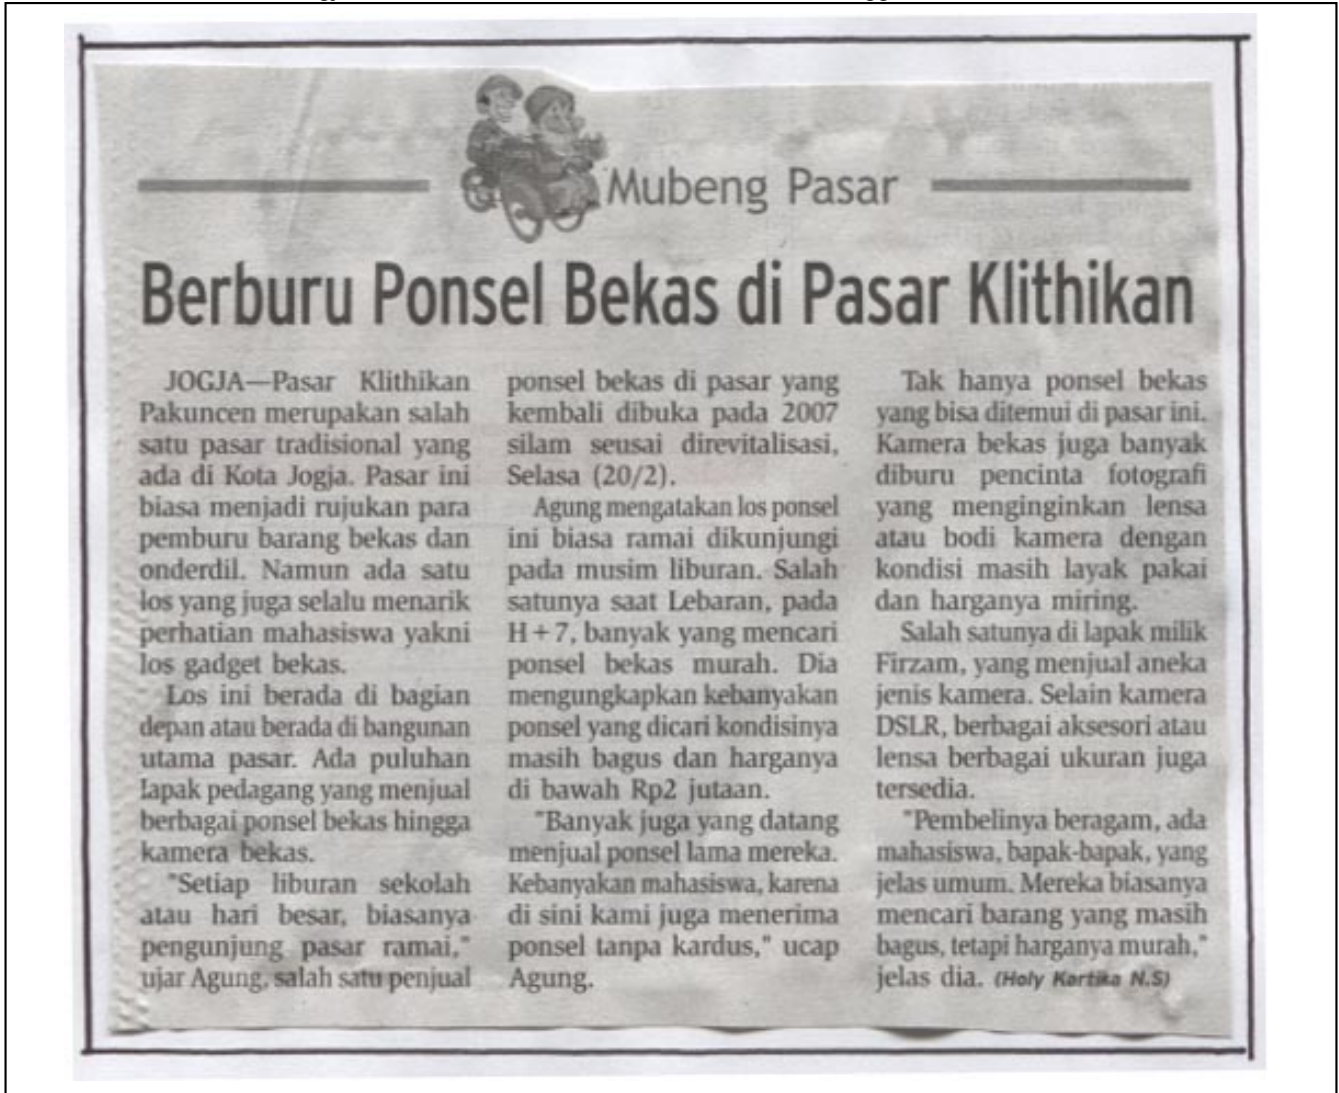 Mubeng Pasar
Berburu Ponsel Bekas di Pasar Klithikan
JOGJA—Pasar Klithikan
Pakuncen merupakan salah
satu pasar tradisional yang
ada di Kota Jogja. Pasar ini
biasa menjadi rujukan para
pemburu barang bekas dan
onderdil. Namun ada satu
los yang juga selalu menarik
perhatian mahasiswa yakni
los gadget bekas.
Los ini berada di bagian
depan atau berada di bangunan
utama pasar. Ada puluhan
lapak pedagang yang menjual
berbagai ponsel bekas hingga
kamera bekas.
"Setiap liburan sekolah
atau hari besar, biasanya
pengunjung pasar ramai,"
ujar Agung, salah satu penjual
ponsel bekas di pasar yang
kembali dibuka pada 2007
silam seusai direvitalisasi,
Selasa (20/2).
Agung mengatakan los ponsel
ini biasa ramai dikunjungi
pada musim liburan. Salah
satunya saat Lebaran, pada
H+7, banyak yang mencari
ponsel bekas murah. Dia
mengungkapkan kebanyakan
ponsel yang dicari kondisinya
masih bagus dan harganya
di bawah Rp2 jutaan.
"Banyak juga yang datang
menjual ponsel lama mereka.
Kebanyakan mahasiswa, karena
di sini kami juga menerima
ponsel tanpa kardus," ucap
Agung.
Tak hanya ponsel bekas
yang bisa ditemui di pasar ini.
Kamera bekas juga banyak
diburu pencinta fotografi
yang menginginkan lensa
atau bodi kamera dengan
kondisi masih layak pakai
dan harganya miring.
Salah satunya di lapak milik
Firzam, yang menjual aneka
jenis kamera. Selain kamera
DSLR, berbagai aksesori atau
lensa berbagai ukuran juga
tersedia.
"Pembelinya beragam, ada
mahasiswa, bapak-bapak, yang
jelas umum. Mereka biasanya
mencari barang yang masih
bagus, tetapi harganya murah,"
jelas dia. (Holy Kartika N.S)